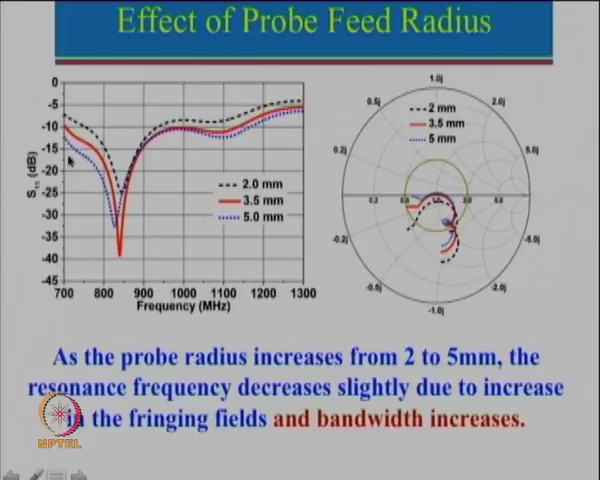 Effect of Probe Feed Radius
0
-5
-10
-15
-20
-25
-30
-35
-40
-45
S11 (dB)
700 800 900 1000 1100 1200 1300
Frequency (MHz)
2.0 mm
3.5 mm
5.0 mm
1.0j
0.5j 2.0j
2 mm
3.5 mm
5 mm
0.2j 5.0j
0.2
-0.2j -5.0j
-0.5j -2.0j
-1.0j
As the probe radius increases from 2 to 5mm, the
resonance frequency decreases slightly due to increase
in the fringing fields and bandwidth increases.
NPTEL